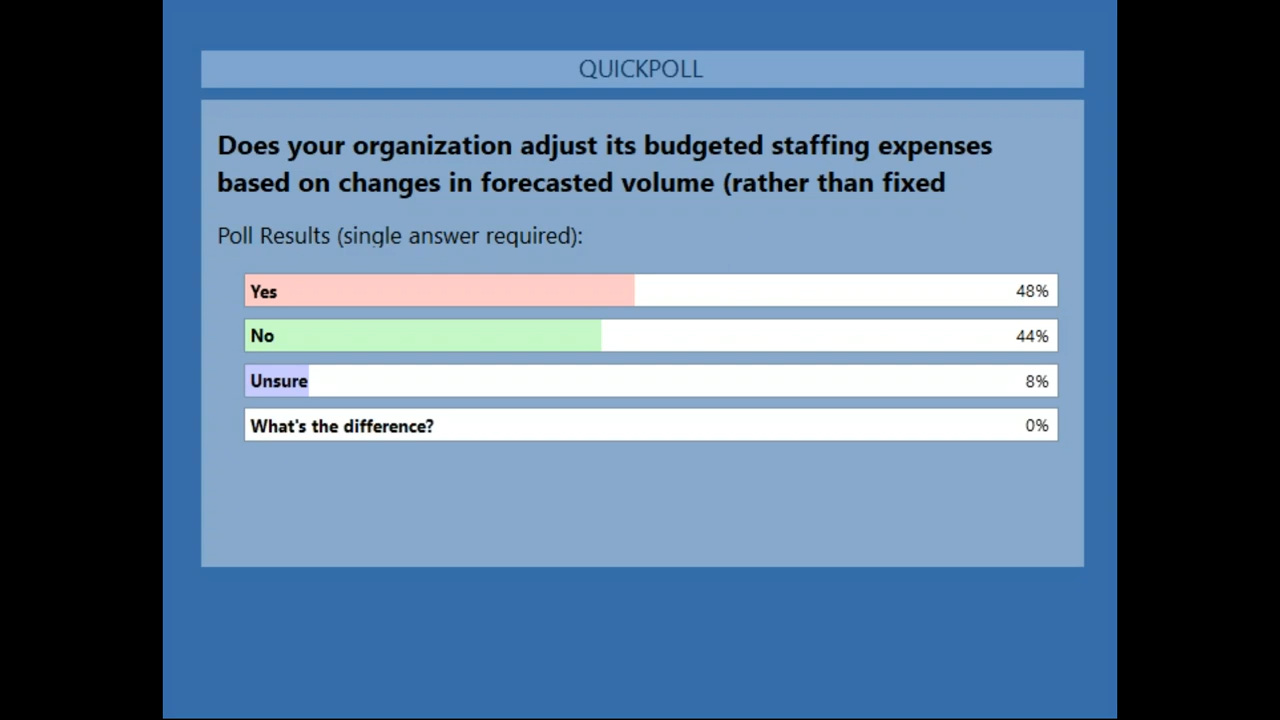 QUICKPOLL
Does your organization adjust its budgeted staffing expenses
based on changes in forecasted volume (rather than fixed
Poll Results (single answer required):
Yes 48%
No 44%
Unsure 8%
What's the difference? 0%